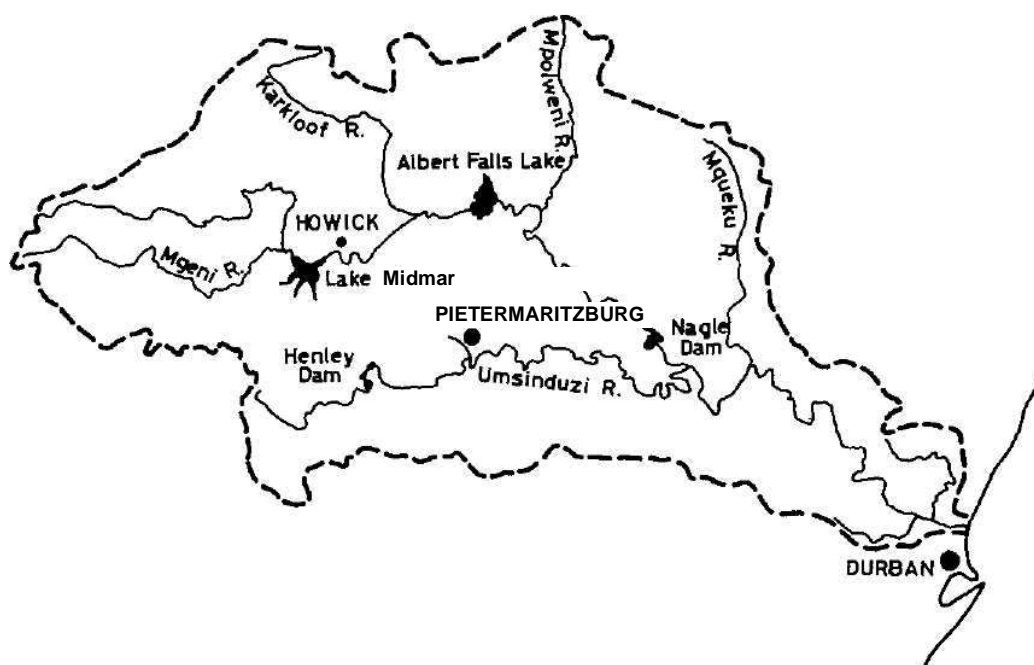 Mpolweni R.
Karkloof R.
Albert Falls Lake
Mqueku R.
HOWICK
Mgeni R.
Lake Midmar
PIETERMARITZBURG
Nagle
Dam
Henley
Dam
Umsinduzi R.
DURBAN